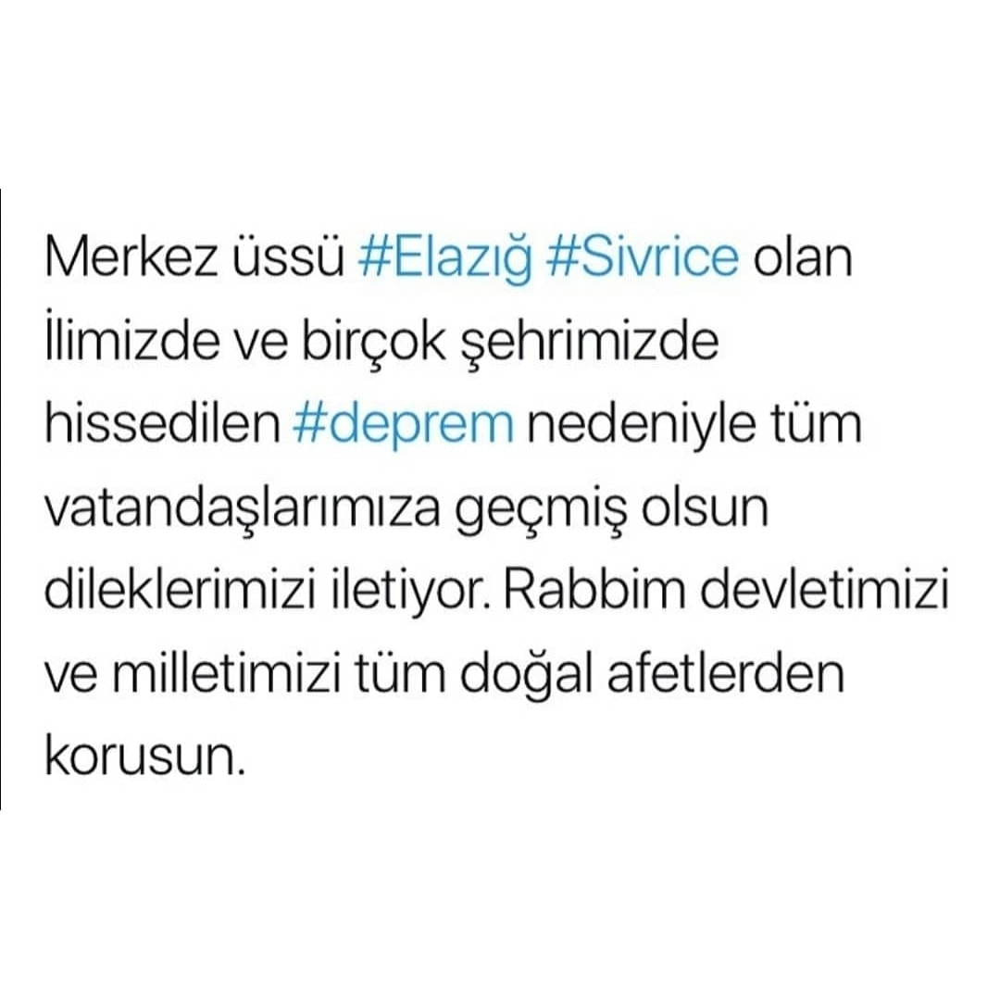 Merkez üssü #Elazığ #Sivrice olan
İlimizde ve birçok şehrimizde
hissedilen #deprem nedeniyle tüm
vatandaşlarımıza geçmiş olsun
dileklerimizi iletiyor. Rabbim devletimizi
ve milletimizi tüm doğal afetlerden
korusun.